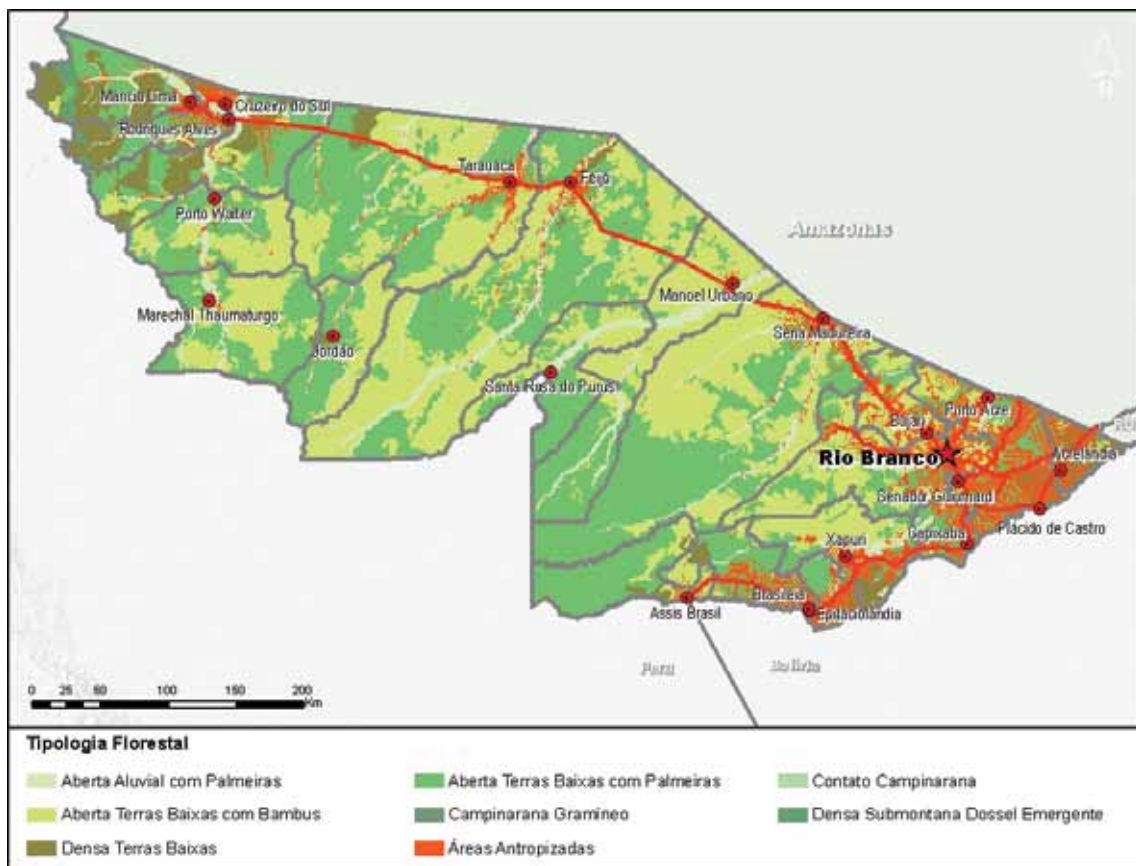 Mâncio Lima
Cruzeiro do Sul
Rodrigues Alves
Tarauacá
Feijó
Porto Walter
Amazonas
Manoel Urbano
Marechal Thaumaturgo
Sena Madureira
Jordão
Santa Rosa do Purus
Porto Acre
Bujari
Rio Branco
Acrelândia
Senador Guiomard
Plácido de Castro
Xapuri
Capixaba
Brasileia
Assis Brasil
Epitaciolândia
Peru
Bolívia
0 25 50 100 150 200
Km
Tipologia Florestal
Aberta Aluvial com Palmeiras
Aberta Terras Baixas com Palmeiras
Contato Campinarana
Aberta Terras Baixas com Bambus
Campinarana Gramíneo
Densa Submontana Dossel Emergente
Densa Terras Baixas
Áreas Antropizadas